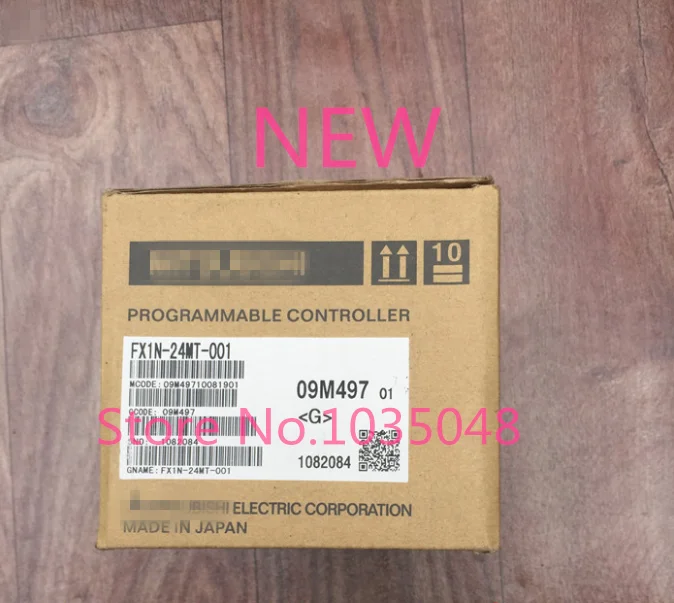 NEW
10
PROGRAMMABLE CONTROLLER
FX1N-24MT-001
MCODE: 09M49710081901
09M497 01
GCODE: 09M497
<G>
Store No.1035048
1082084
1082084
GNAME: FX1N-24MT-001
ELECTRIC CORPORATION
MADE IN JAPAN